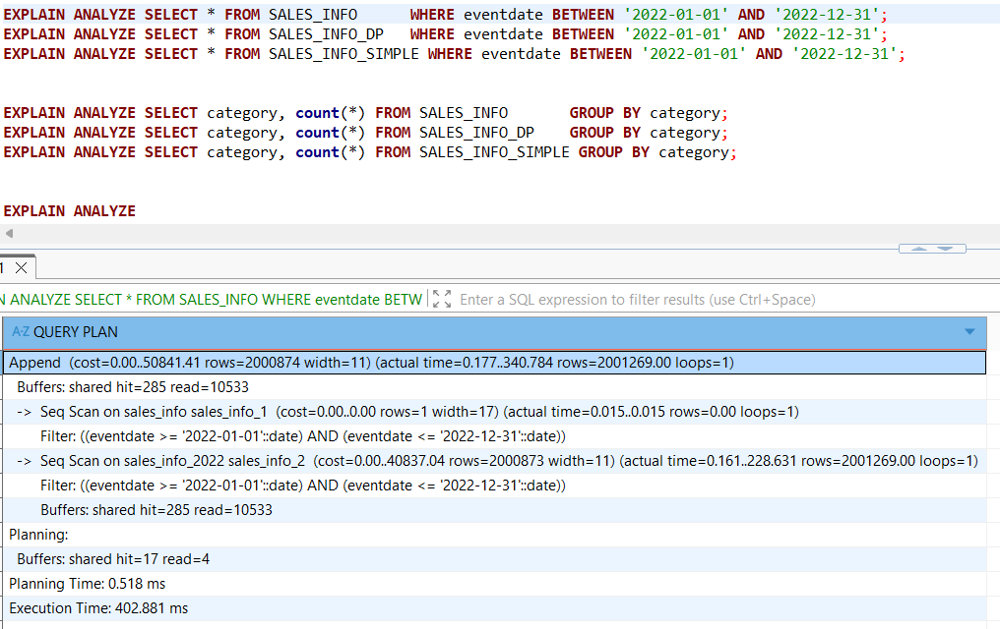 EXPLAIN ANALYZE SELECT * FROM SALES_INFO WHERE eventdate BETWEEN '2022-01-01' AND '2022-12-31';
EXPLAIN ANALYZE SELECT * FROM SALES_INFO_DP WHERE eventdate BETWEEN '2022-01-01' AND '2022-12-31';
EXPLAIN ANALYZE SELECT * FROM SALES_INFO_SIMPLE WHERE eventdate BETWEEN '2022-01-01' AND '2022-12-31';
EXPLAIN ANALYZE SELECT category, count(*) FROM SALES_INFO GROUP BY category;
EXPLAIN ANALYZE SELECT category, count(*) FROM SALES_INFO_DP GROUP BY category;
EXPLAIN ANALYZE SELECT category, count(*) FROM SALES_INFO_SIMPLE GROUP BY category;
EXPLAIN ANALYZE
1
N ANALYZE SELECT * FROM SALES_INFO WHERE eventdate BETW Enter a SQL expression to filter results (use Ctrl+Space)
A-Z QUERY PLAN
Append (cost=0.00..50841.41 rows=2000874 width=11) (actual time=0.177..340.784 rows=2001269.00 loops=1)
Buffers: shared hit=285 read=10533
-> Seq Scan on sales_info sales_info_1 (cost=0.00..0.00 rows=1 width=17) (actual time=0.015..0.015 rows=0.00 loops=1)
Filter: ((eventdate >= '2022-01-01'::date) AND (eventdate <= '2022-12-31'::date))
-> Seq Scan on sales_info_2022 sales_info_2 (cost=0.00..40837.04 rows=2000873 width=11) (actual time=0.161..228.631 rows=2001269.00 loops=1)
Filter: ((eventdate >= '2022-01-01'::date) AND (eventdate <= '2022-12-31'::date))
Buffers: shared hit=285 read=10533
Planning:
Buffers: shared hit=17 read=4
Planning Time: 0.518 ms
Execution Time: 402.881 ms